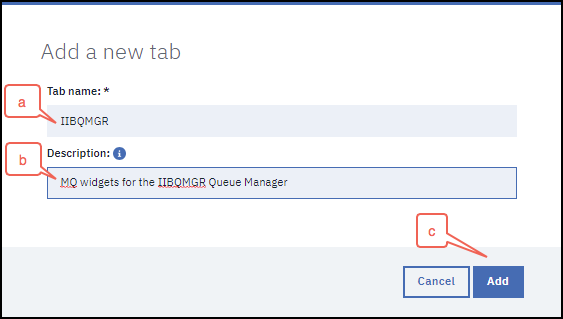 Add a new tab
Tab name: *
a
IIBQMGR
Description: i
b
MQ widgets for the IIBQMGR Queue Manager
c
Cancel Add